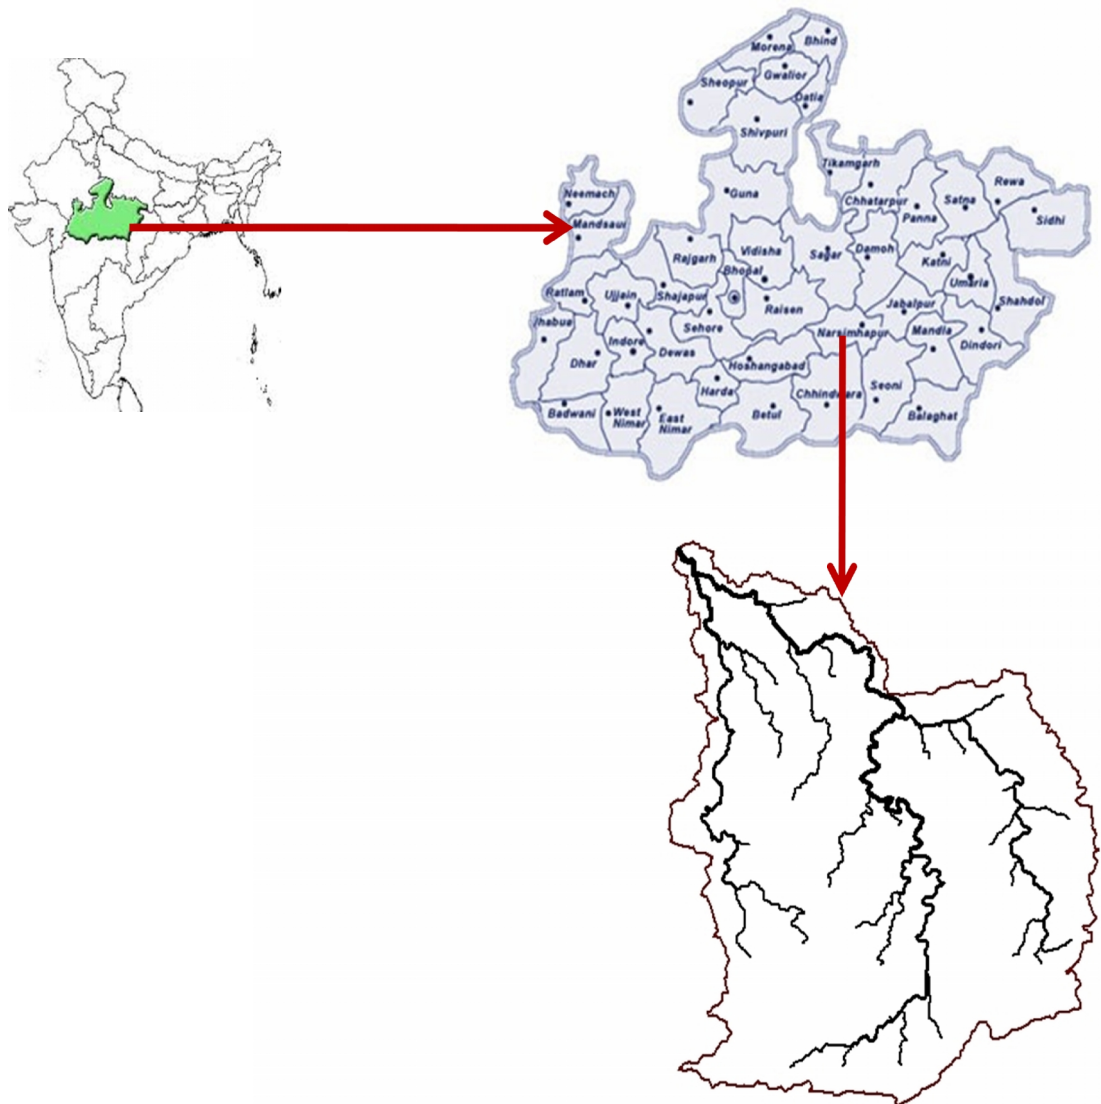 Morena
Bhind
Gwalior
Sheopur
Datia
Shivpuri
Tikamgarh
Neemach
Guna
Chhatarpur
Panna
Satna
Rewa
Sidhi
Mandsaur
Rajgarh
Vidisha
Sagar
Damoh
Katni
Bhopal
Umaria
Ratlam
Ujjain
Shajapur
Raisen
Jabalpur
Shahdol
Jhabua
Sehore
Narsimhapur
Mandla
Indore
Dewas
Dindori
Dhar
Hoshangabad
Harda
Chhindwara
Seoni
Badwani
West
Nimar
East
Nimar
Betul
Balaghat